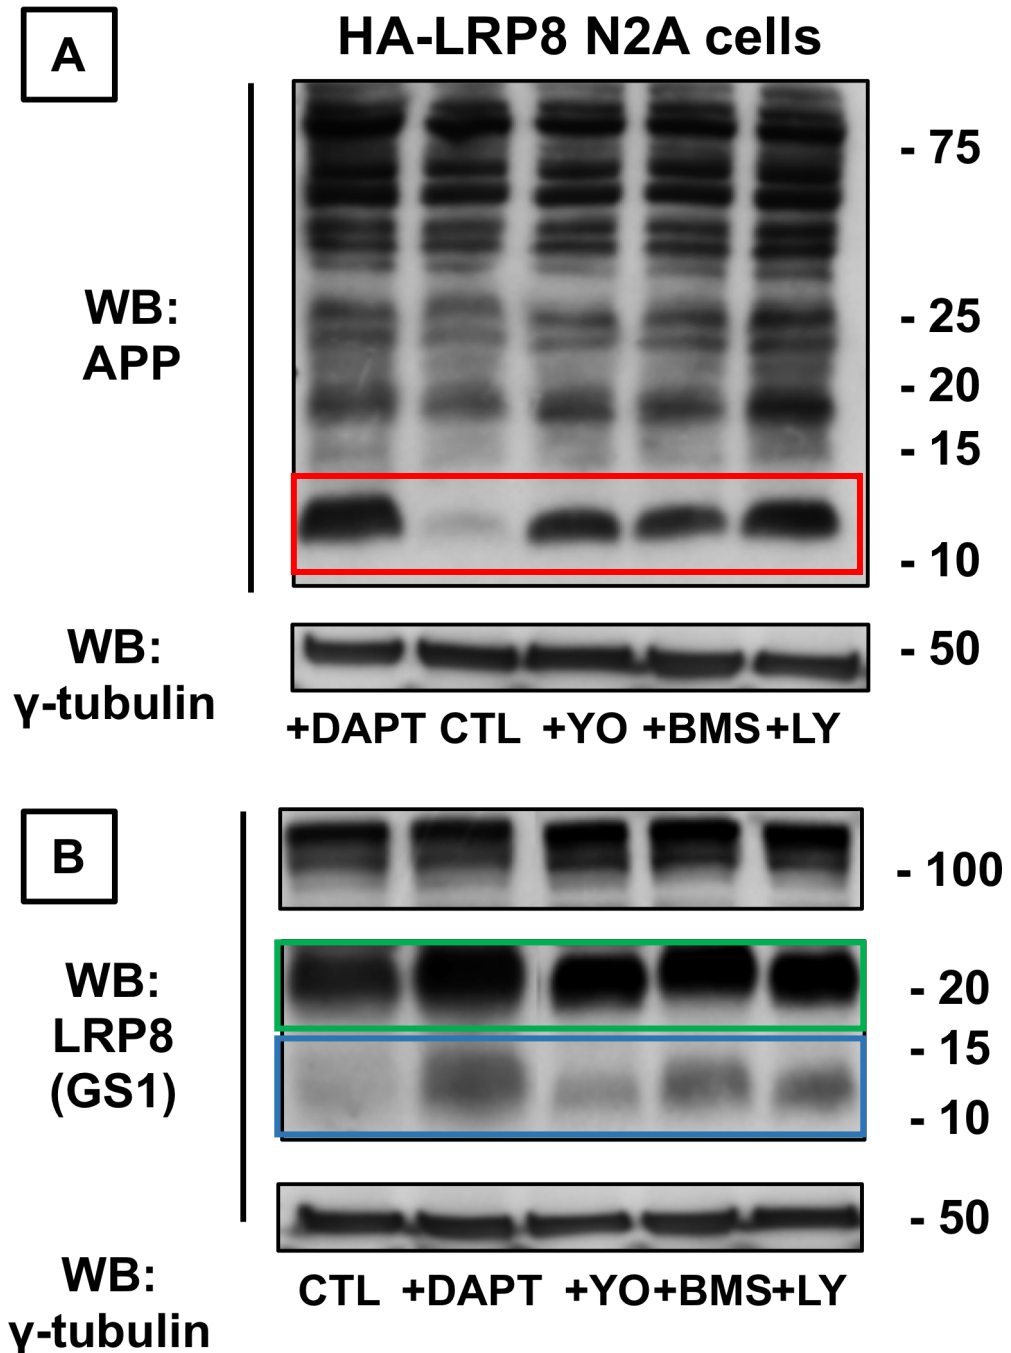 A
HA-LRP8 N2A cells
- 75
WB:
APP
- 25
- 20
- 15
- 10
WB:
γ-tubulin
- 50
+DAPT CTL +YO +BMS +LY
B
- 100
WB:
LRP8
(GS1)
- 20
- 15
- 10
- 50
WB:
γ-tubulin
CTL +DAPT +YO +BMS +LY